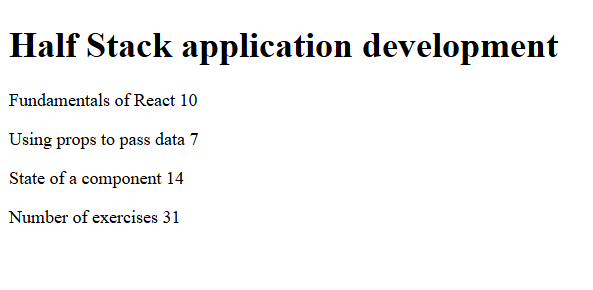 Half Stack application development
Fundamentals of React 10
Using props to pass data 7
State of a component 14
Number of exercises 31